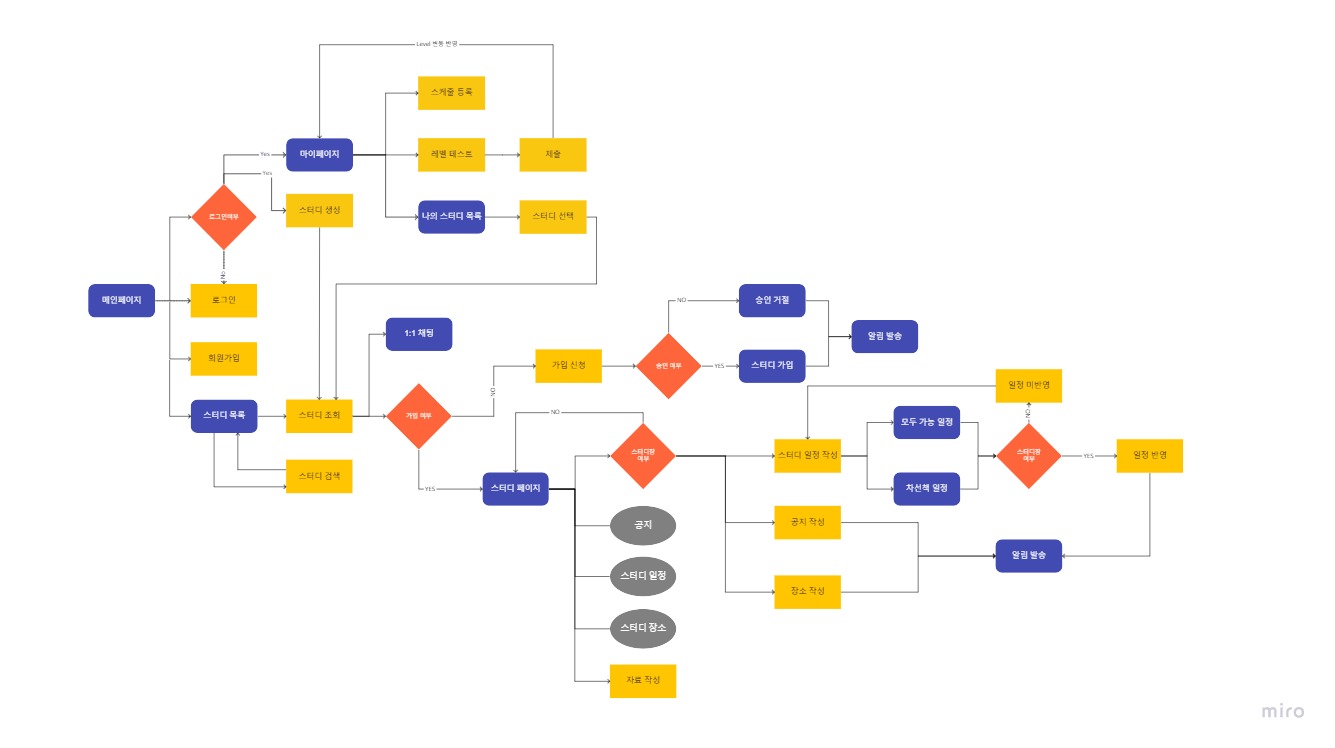 Level 변동 반영
스케줄 등록
Yes
마이페이지
레벨 테스트
제출
Yes
로그인여부
스터디 생성
나의 스터디 목록
스터디 선택
NO
메인페이지
로그인
NO
승인 거절
1:1 채팅
알림 발송
회원가입
가입 신청
승인 여부
YES
스터디 가입
일정 미반영
NO
스터디 목록
스터디 조회
가입 여부
NO
NO
모두 가능 일정
스터디장
여부
스터디 일정 작성
스터디장
여부
YES
일정 반영
스터디 검색
YES
스터디 페이지
차선책 일정
공지
공지 작성
알림 발송
스터디 일정
장소 작성
스터디 장소
자료 작성
miro